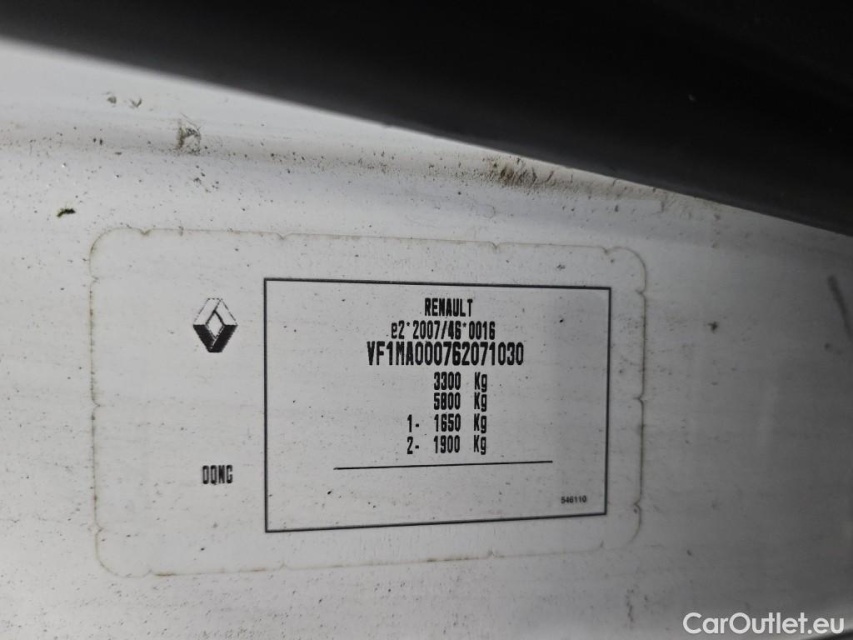 RENAULT
e2*2007/46*0016
VF1MA000762071030
3300 Kg
5800 Kg
1- 1650 Kg
2- 1900 Kg
QQMG
546110
CarOutlet.eu